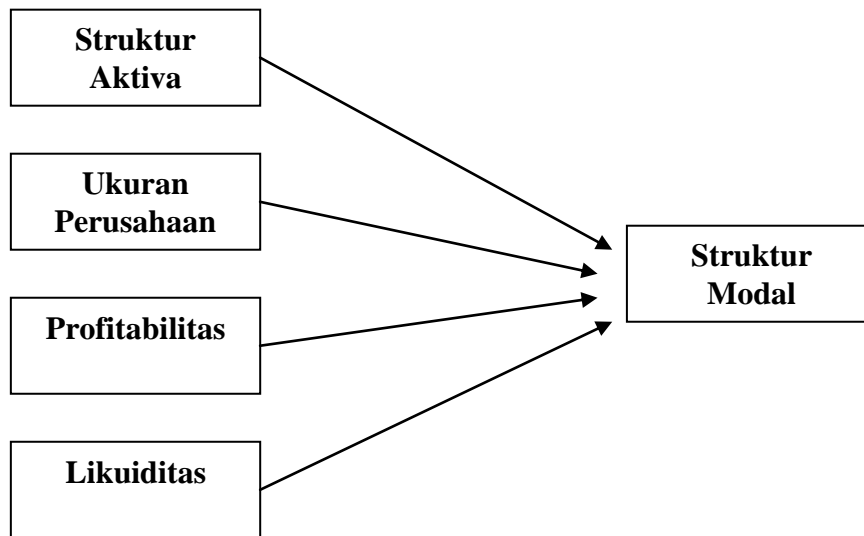 Struktur
Aktiva
Ukuran
Perusahaan
Profitabilitas
Likuiditas
Struktur
Modal